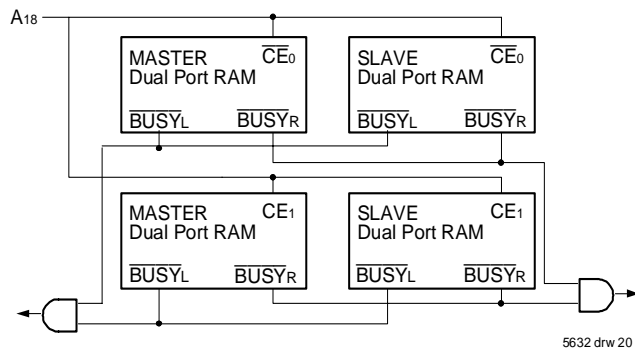 A18
MASTER
Dual Port RAM
CE0
BUSYL
BUSYR
SLAVE
Dual Port RAM
CE0
BUSYL
BUSYR
MASTER
Dual Port RAM
CE1
BUSYL
BUSYR
SLAVE
Dual Port RAM
CE1
BUSYL
BUSYR
5632 drw 20